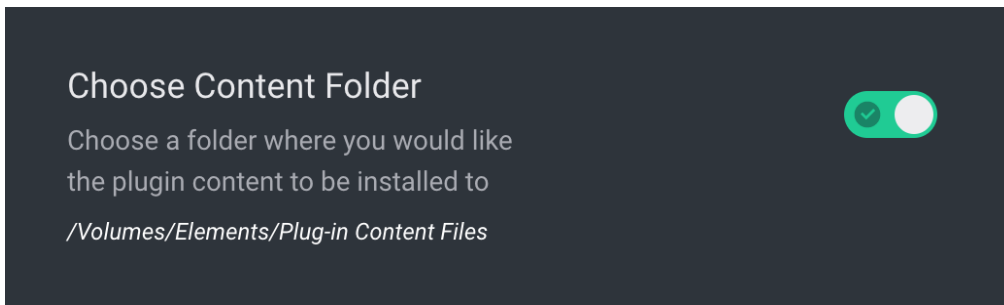 Choose Content Folder
Choose a folder where you would like
the plugin content to be installed to
/Volumes/Elements/Plug-in Content Files